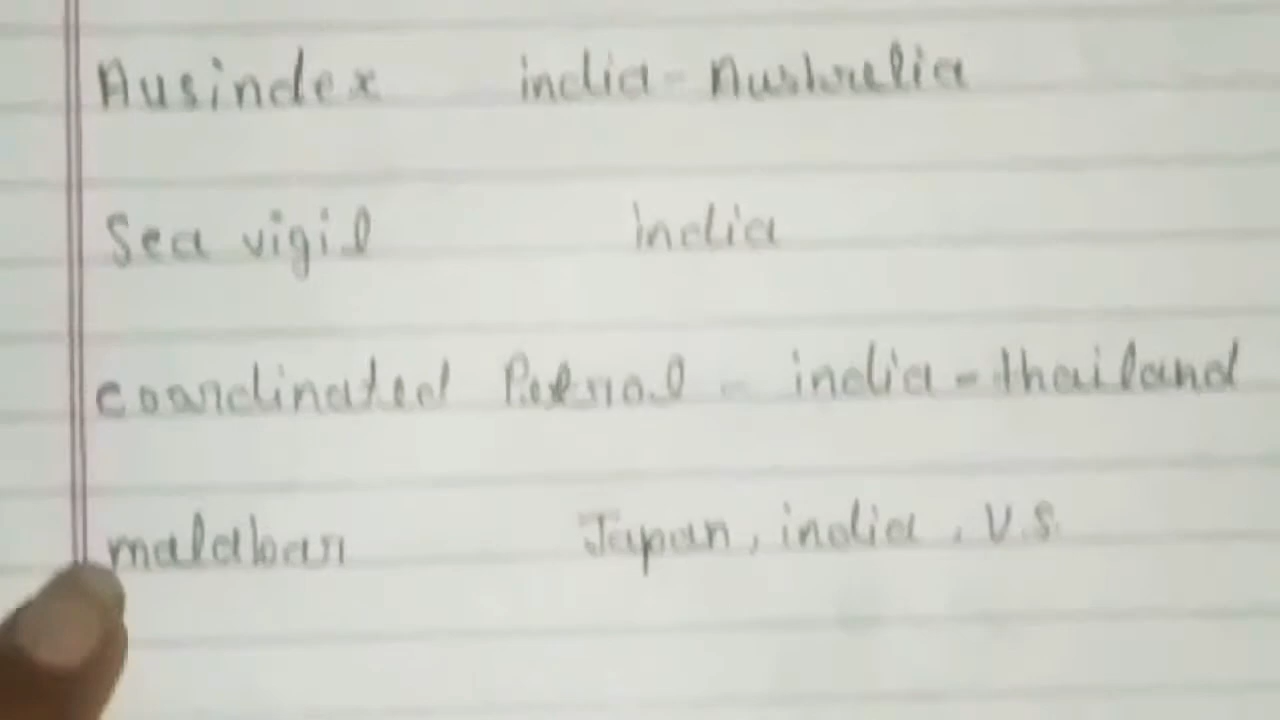 Ausindex india - Australia
Sea vigil india
coordinated Patrol - india - thailand
malabar Japan, india, U.S.